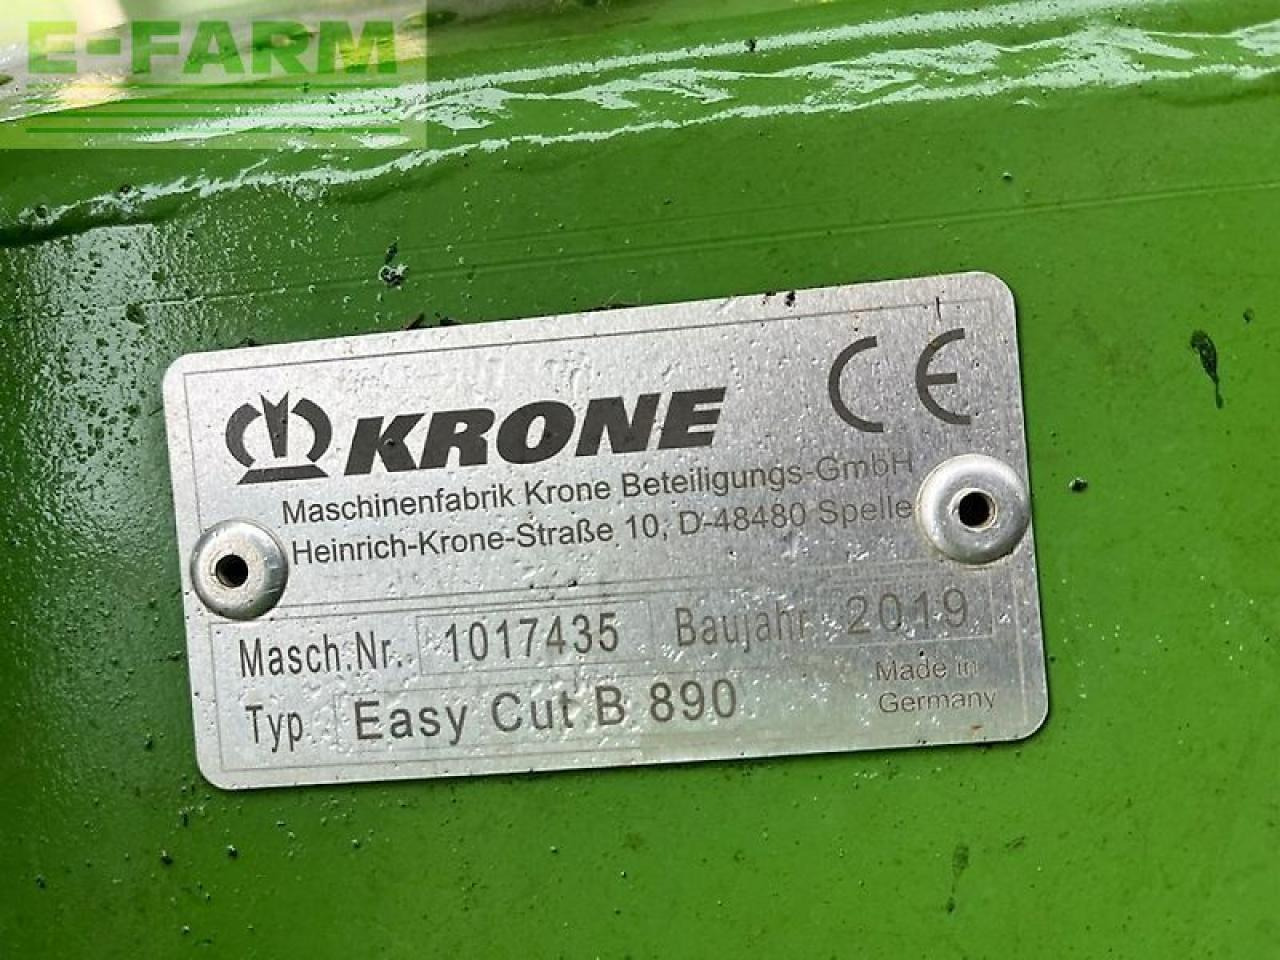 E-FARM
KRONE CE
Maschinenfabrik Krone Beteiligungs-GmbH
Heinrich-Krone-Straße 10, D-48480 Spelle
Masch.Nr. 1017435 Baujahr 2019
Typ Easy Cut B 890
Made in
Germany